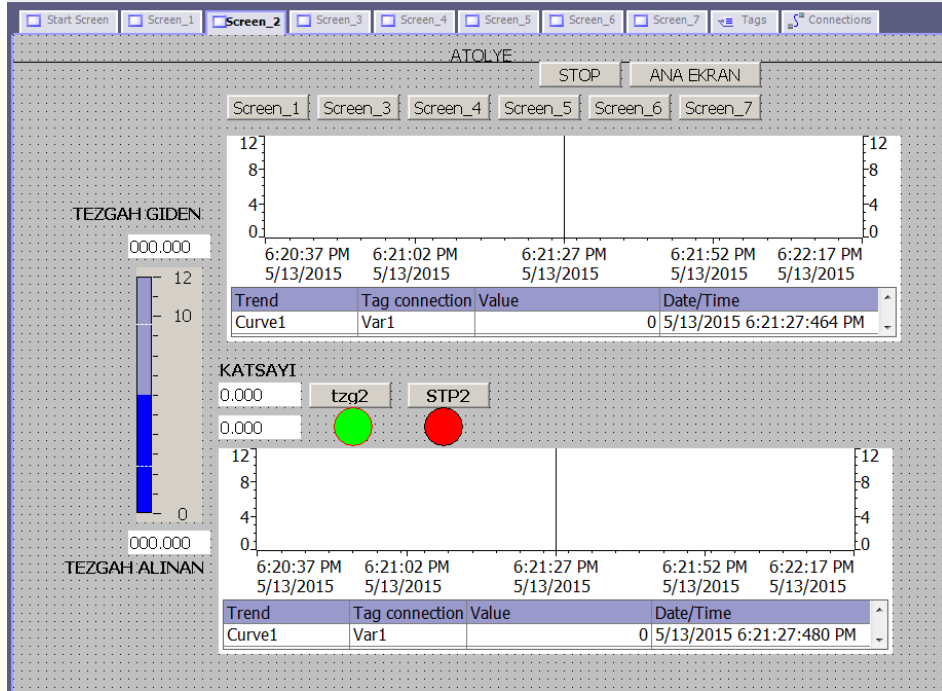 Start Screen Screen_1 Screen_2 Screen_3 Screen_4 Screen_5 Screen_6 Screen_7 Tags Connections
ATOLYE
STOP ANA EKRAN
Screen_1 Screen_3 Screen_4 Screen_5 Screen_6 Screen_7
12 12
8 8
4 4
0 0
6:20:37 PM 6:21:02 PM 6:21:27 PM 6:21:52 PM 6:22:17 PM
5/13/2015 5/13/2015 5/13/2015 5/13/2015 5/13/2015
Trend Tag connection Value Date/Time
Curve1 Var1 0 5/13/2015 6:21:27:464 PM
TEZGAH GIDEN
000.000
12
10
0
000.000
TEZGAH ALINAN
KATSAYI
0.000 tzg2 STP2
0.000
12 12
8 8
4 4
0 0
6:20:37 PM 6:21:02 PM 6:21:27 PM 6:21:52 PM 6:22:17 PM
5/13/2015 5/13/2015 5/13/2015 5/13/2015 5/13/2015
Trend Tag connection Value Date/Time
Curve1 Var1 0 5/13/2015 6:21:27:480 PM